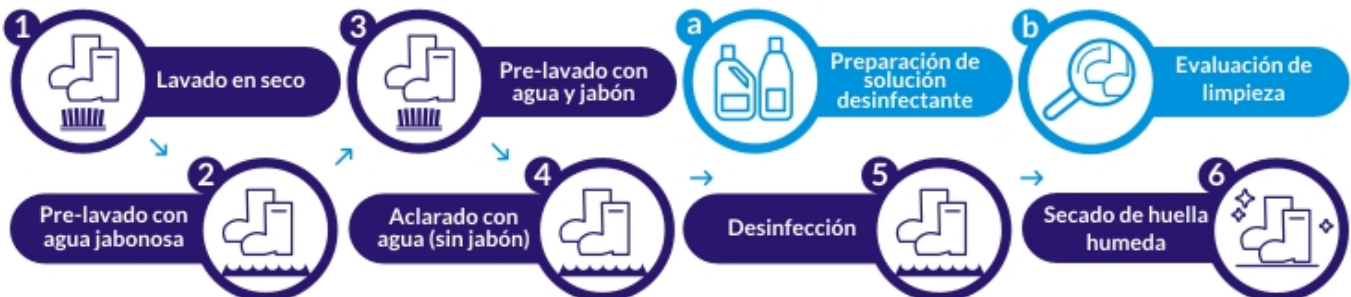 1
Lavado en seco
2
Pre-lavado con
agua jabonosa
3
Pre-lavado con
agua y jabón
4
Aclarado con
agua (sin jabón)
a
Preparación de
solución
desinfectante
5
Desinfección
b
Evaluación de
limpieza
6
Secado de huella
humeda